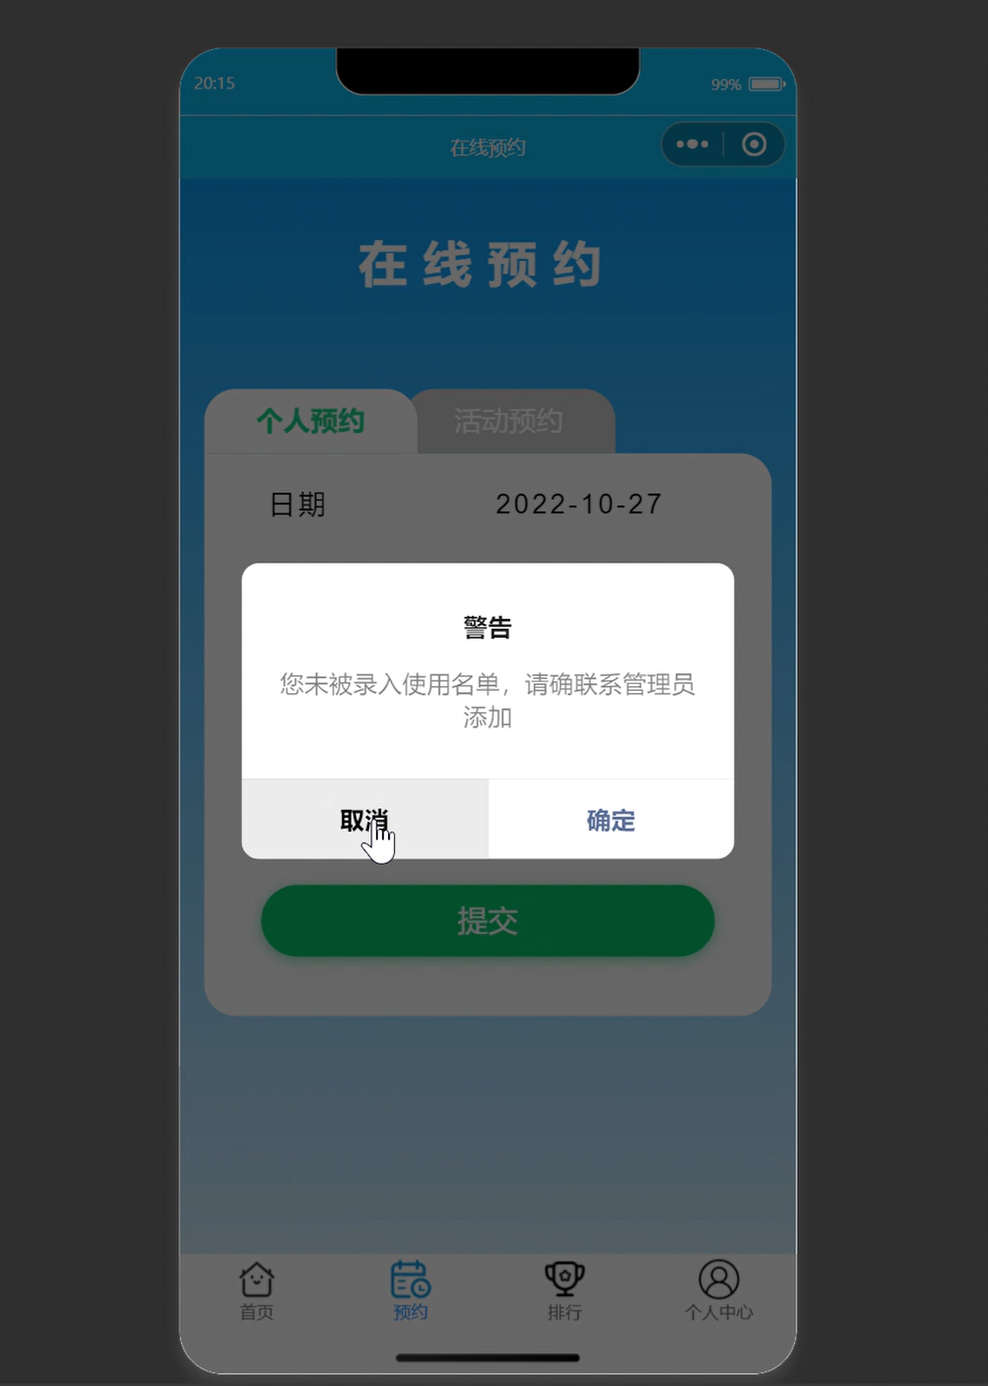 20:15
99%
在线预约
在线预约
个人预约
活动预约
日期
2022-10-27
警告
您未被录入使用名单，请确联系管理员
添加
取消
确定
提交
首页
预约
排行
个人中心